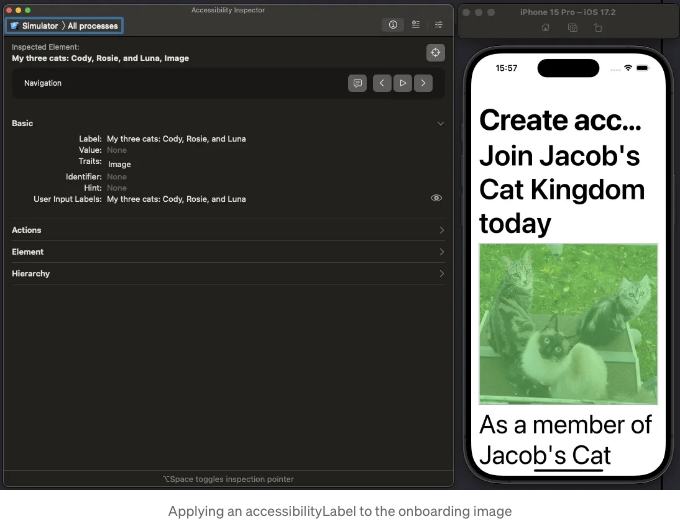 Accessibility Inspector
Simulator 〉All processes
Inspected Element:
My three cats: Cody, Rosie, and Luna, Image
Navigation
Basic
Label: My three cats: Cody, Rosie, and Luna
Value: None
Traits: Image
Identifier: None
Hint: None
User Input Labels: My three cats: Cody, Rosie, and Luna
Actions
Element
Hierarchy
⌥Space toggles inspection pointer
iPhone 15 Pro – iOS 17.2
15:57
Create acc...
Join Jacob's
Cat Kingdom
today
As a member of
Jacob's Cat
Applying an accessibilityLabel to the onboarding image